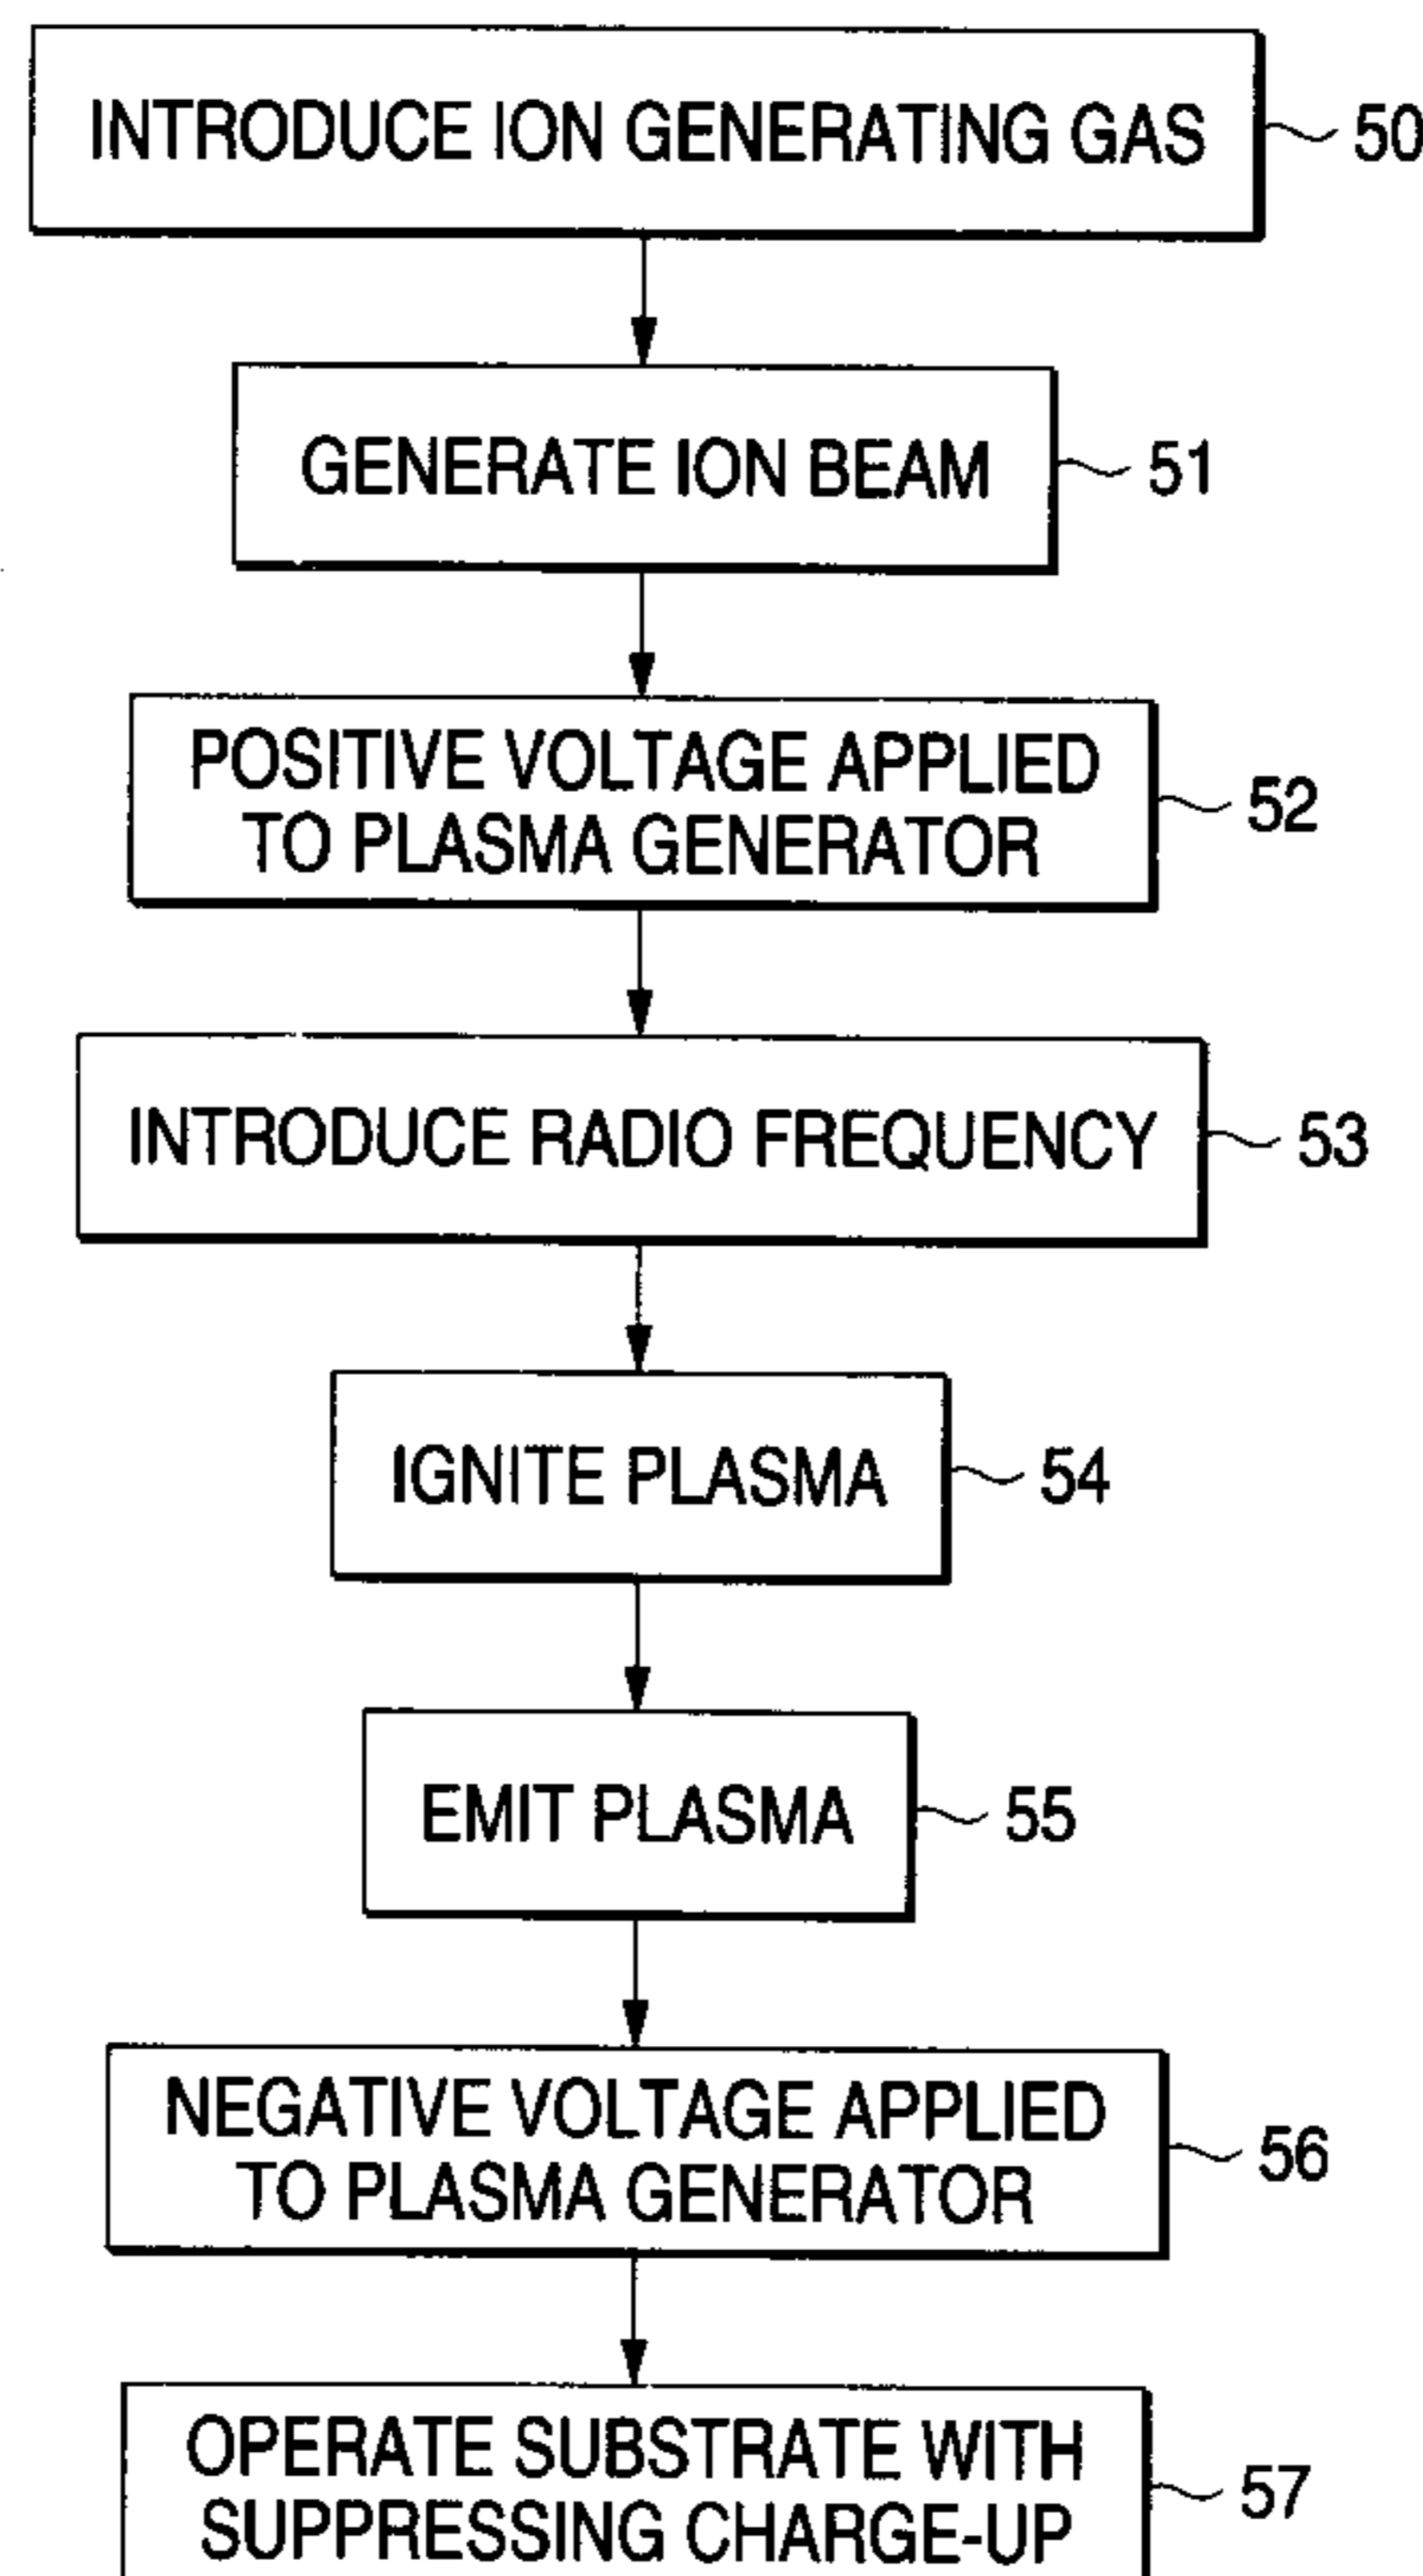 INTRODUCE ION GENERATING GAS
50
GENERATE ION BEAM
51
POSITIVE VOLTAGE APPLIED
TO PLASMA GENERATOR
52
INTRODUCE RADIO FREQUENCY
53
IGNITE PLASMA
54
EMIT PLASMA
55
NEGATIVE VOLTAGE APPLIED
TO PLASMA GENERATOR
56
OPERATE SUBSTRATE WITH
SUPPRESSING CHARGE-UP
57